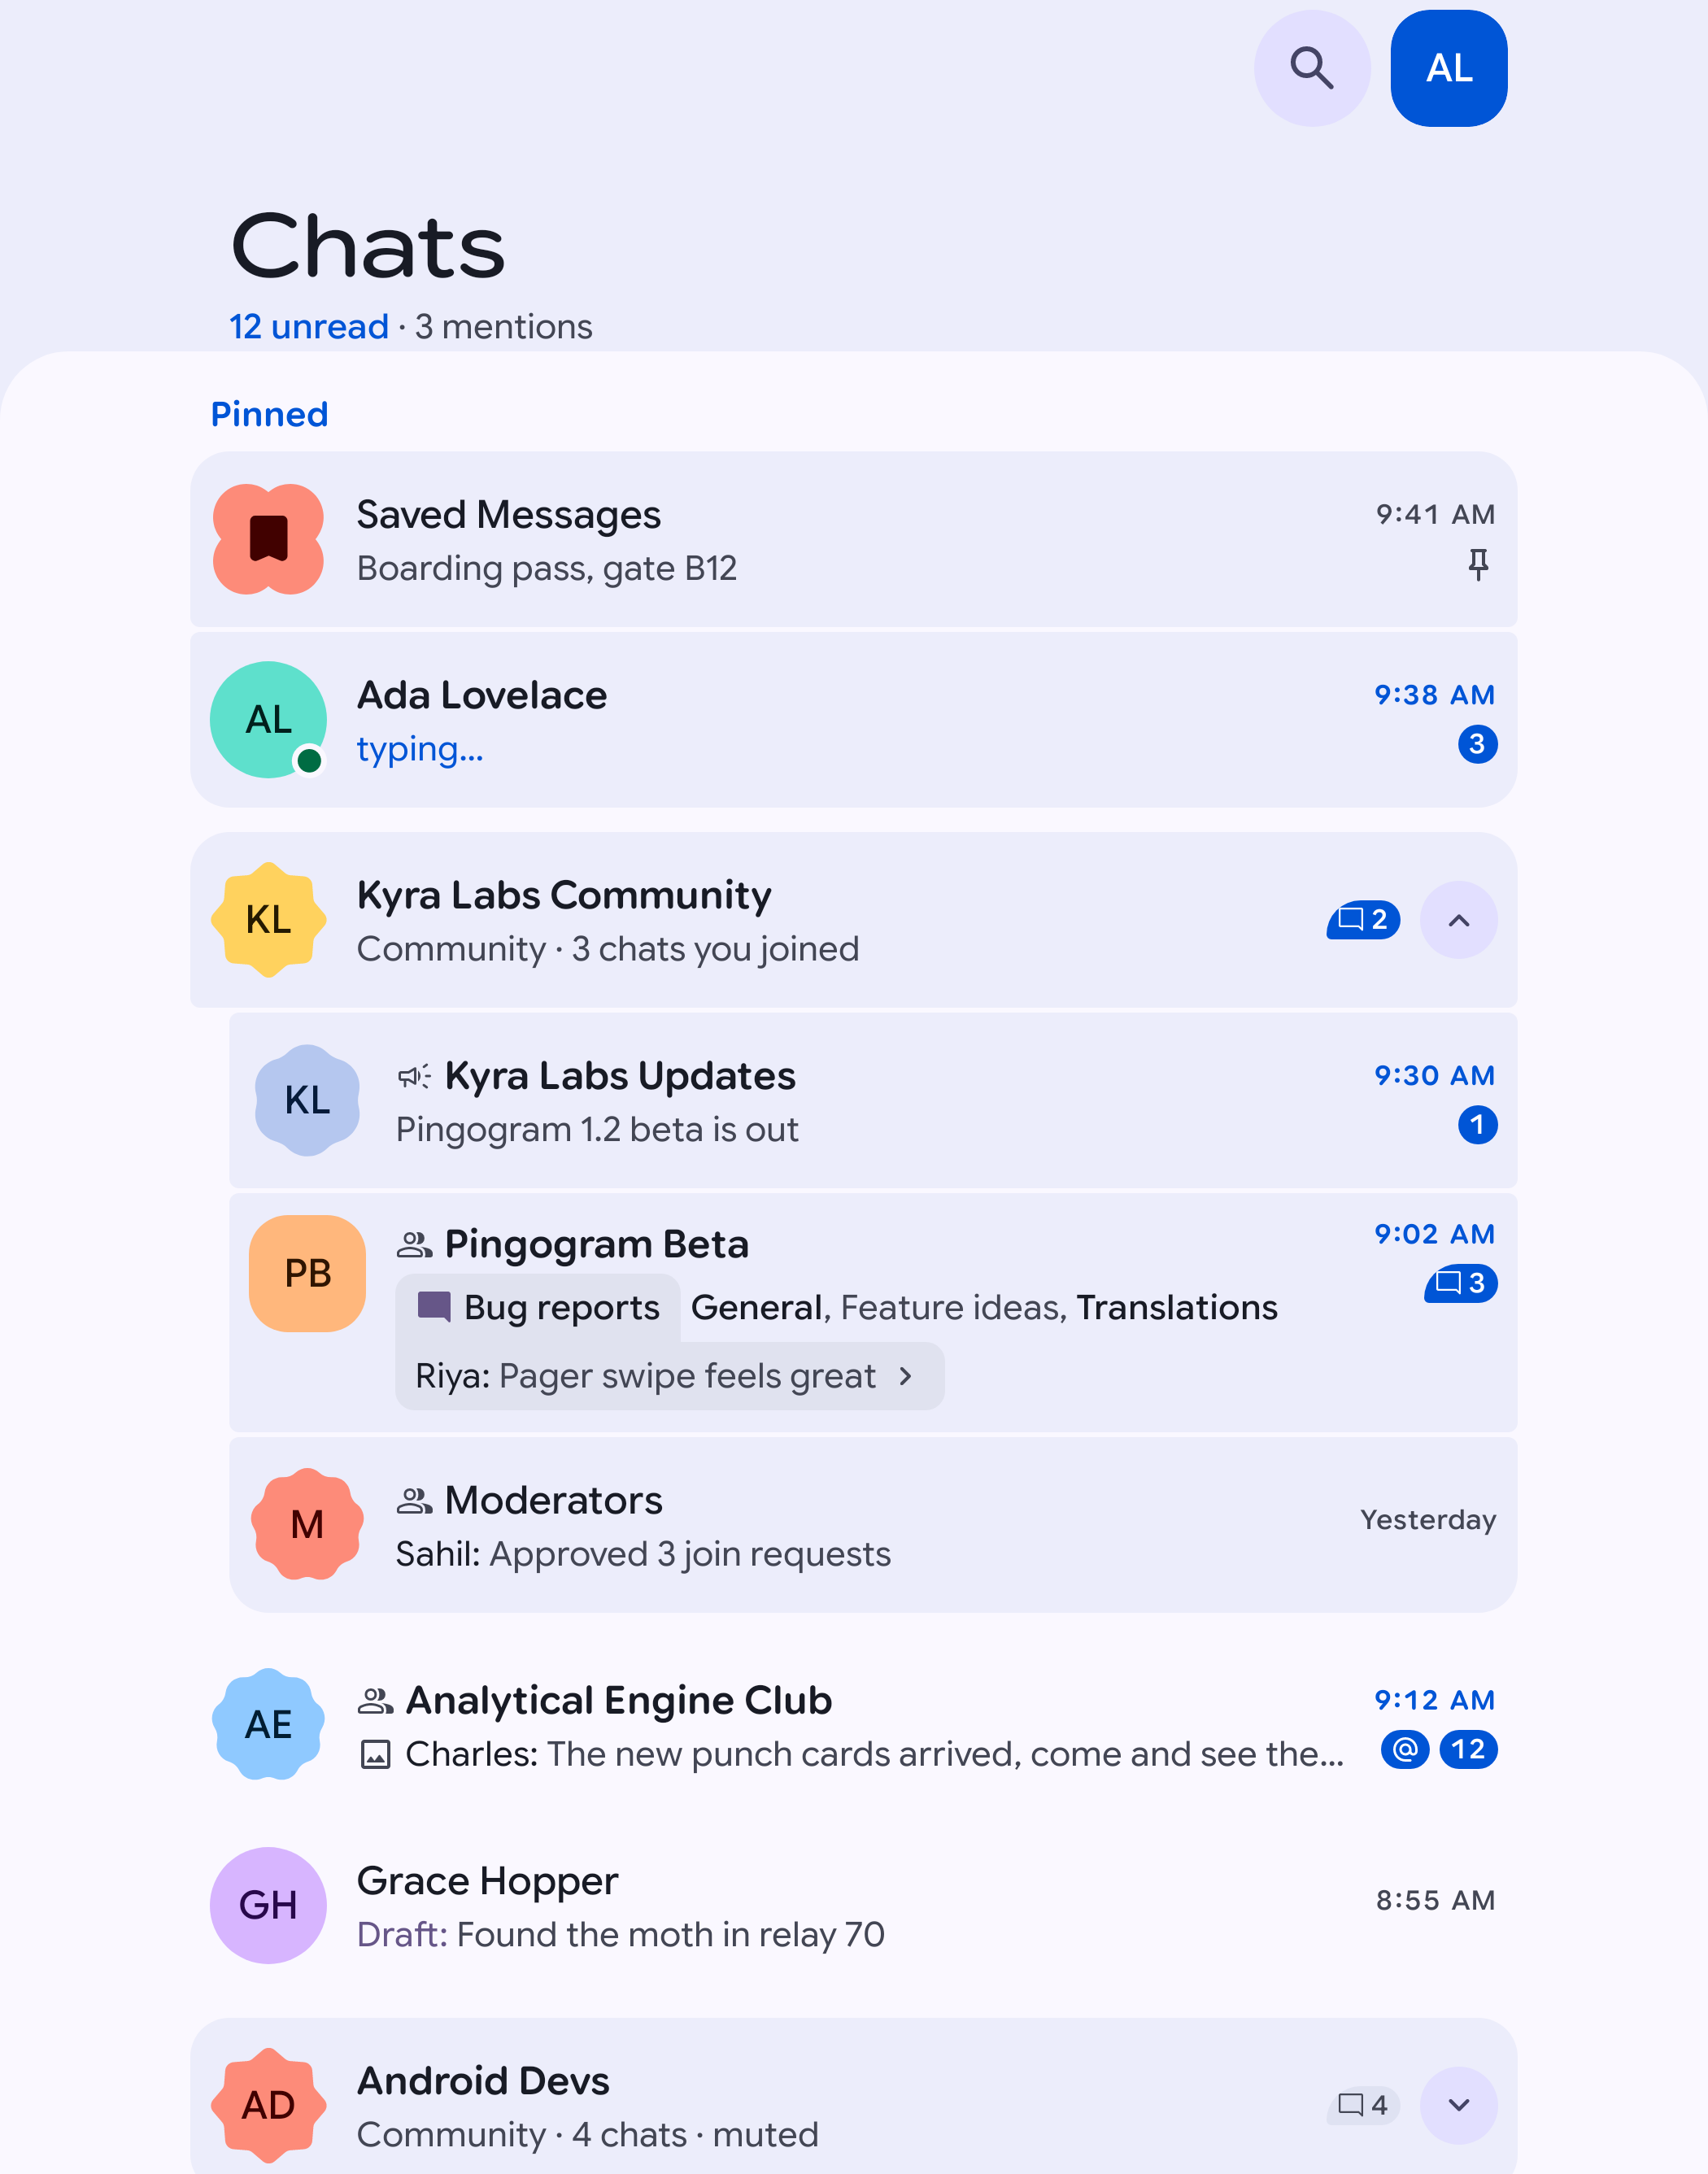 AL
Chats
12 unread · 3 mentions
Pinned
Saved Messages
9:41 AM
Boarding pass, gate B12
AL
Ada Lovelace
9:38 AM
typing...
3
KL
Kyra Labs Community
2
Community · 3 chats you joined
KL
Kyra Labs Updates
9:30 AM
Pingogram 1.2 beta is out
1
PB
Pingogram Beta
9:02 AM
3
Bug reports General, Feature ideas, Translations
Riya: Pager swipe feels great
M
Moderators
Yesterday
Sahil: Approved 3 join requests
AE
Analytical Engine Club
9:12 AM
Charles: The new punch cards arrived, come and see the...
@ 12
GH
Grace Hopper
8:55 AM
Draft: Found the moth in relay 70
AD
Android Devs
4
Community · 4 chats · muted